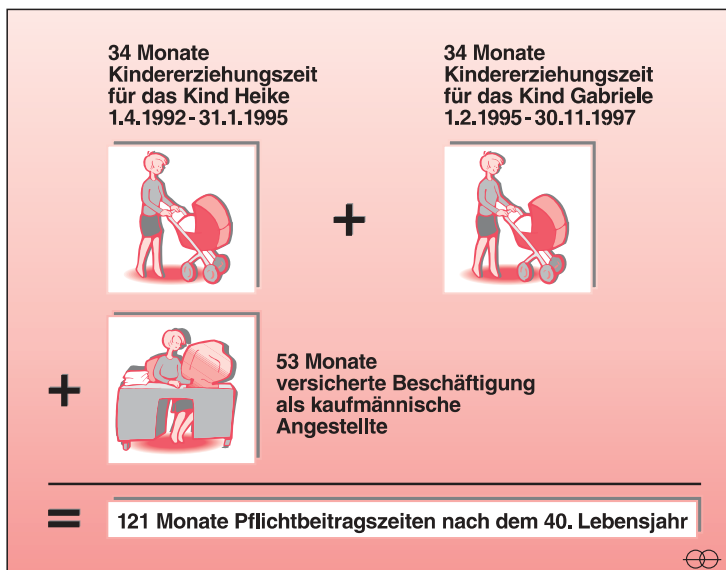 34 Monate
Kindererziehungszeit
für das Kind Heike
1.4.1992 - 31.1.1995
34 Monate
Kindererziehungszeit
für das Kind Gabriele
1.2.1995 - 30.11.1997
+
+
53 Monate
versicherte Beschäftigung
als kaufmännische
Angestellte
=
121 Monate Pflichtbeitragszeiten nach dem 40. Lebensjahr